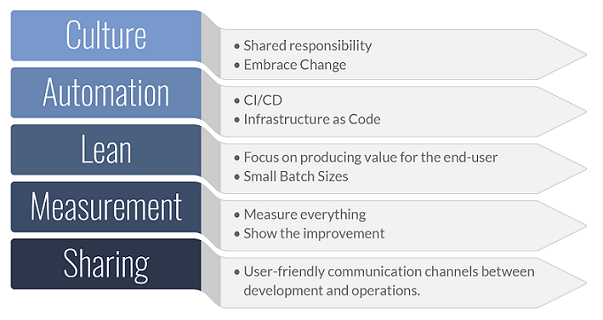 Culture
• Shared responsibility
• Embrace Change
Automation
• CI/CD
• Infrastructure as Code
Lean
• Focus on producing value for the end-user
• Small Batch Sizes
Measurement
• Measure everything
• Show the improvement
Sharing
• User-friendly communication channels between
development and operations.